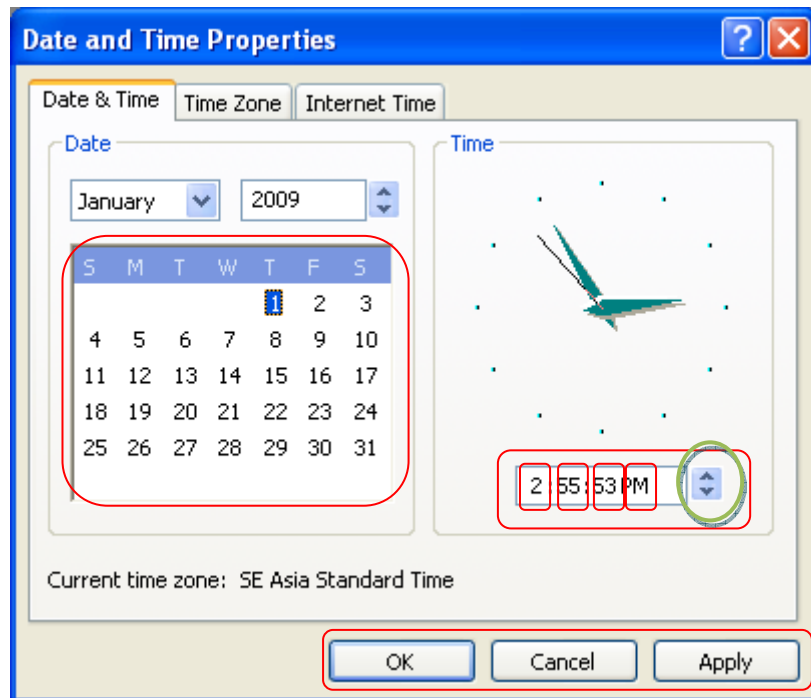 Date and Time Properties
Date & Time Time Zone Internet Time
Date
January 2009
S M T W T F S
1 2 3
4 5 6 7 8 9 10
11 12 13 14 15 16 17
18 19 20 21 22 23 24
25 26 27 28 29 30 31
Time
2:55:53 PM
Current time zone: SE Asia Standard Time
OK Cancel Apply